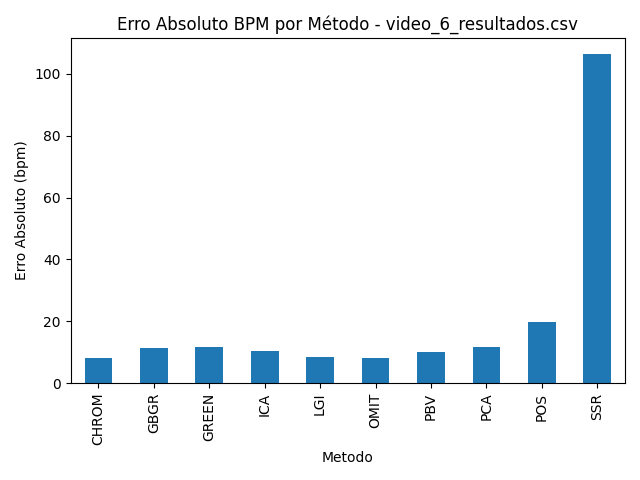 Erro Absoluto BPM por Método - video_6_resultados.csv
100
80
60
40
20
0
Erro Absoluto (bpm)
CHROM
GBGR
GREEN
ICA
LGI
OMIT
PBV
PCA
POS
SSR
Metodo